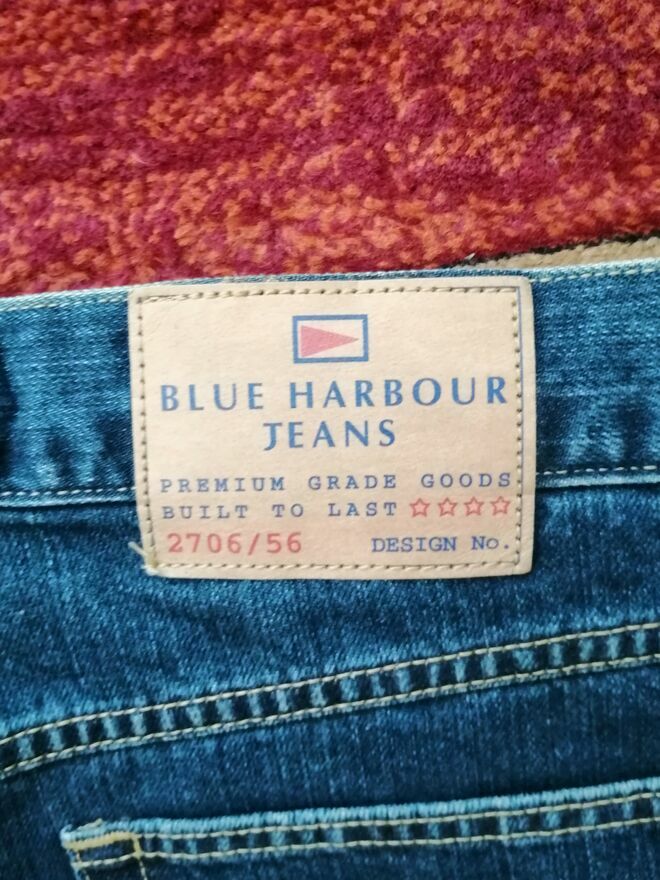 BLUE HARBOUR
JEANS
PREMIUM GRADE GOODS
BUILT TO LAST ☆☆☆☆
2706/56 DESIGN No.